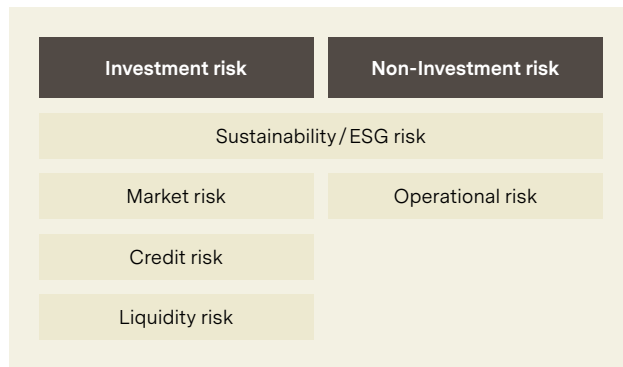 Investment risk
Non-Investment risk
Sustainability/ESG risk
Market risk
Operational risk
Credit risk
Liquidity risk